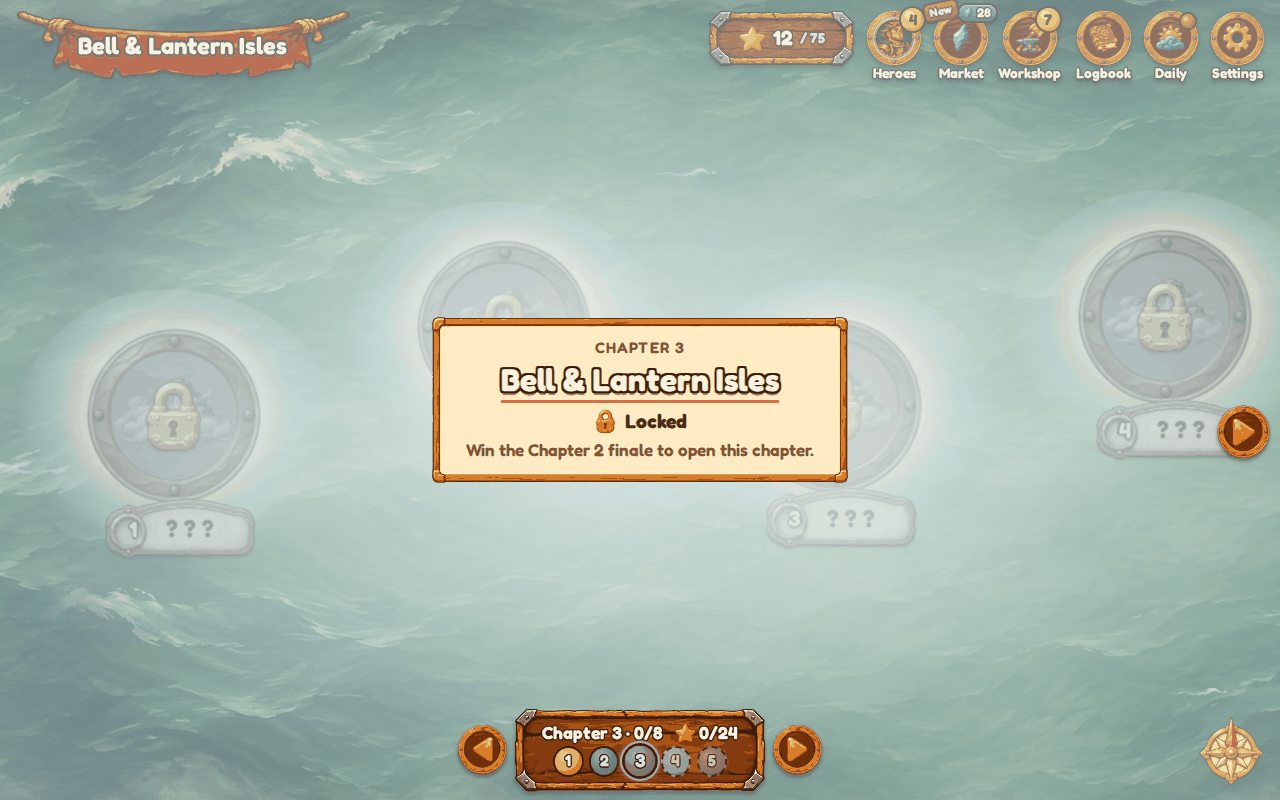 Bell & Lantern Isles
12 / 75
4
New
28
7
Heroes
Market
Workshop
Logbook
Daily
Settings
CHAPTER 3
Bell & Lantern Isles
Locked
Win the Chapter 2 finale to open this chapter.
4 ? ? ?
1 ? ? ?
3 ? ? ?
Chapter 3 · 0/8 0/24
1 2 3 4 5